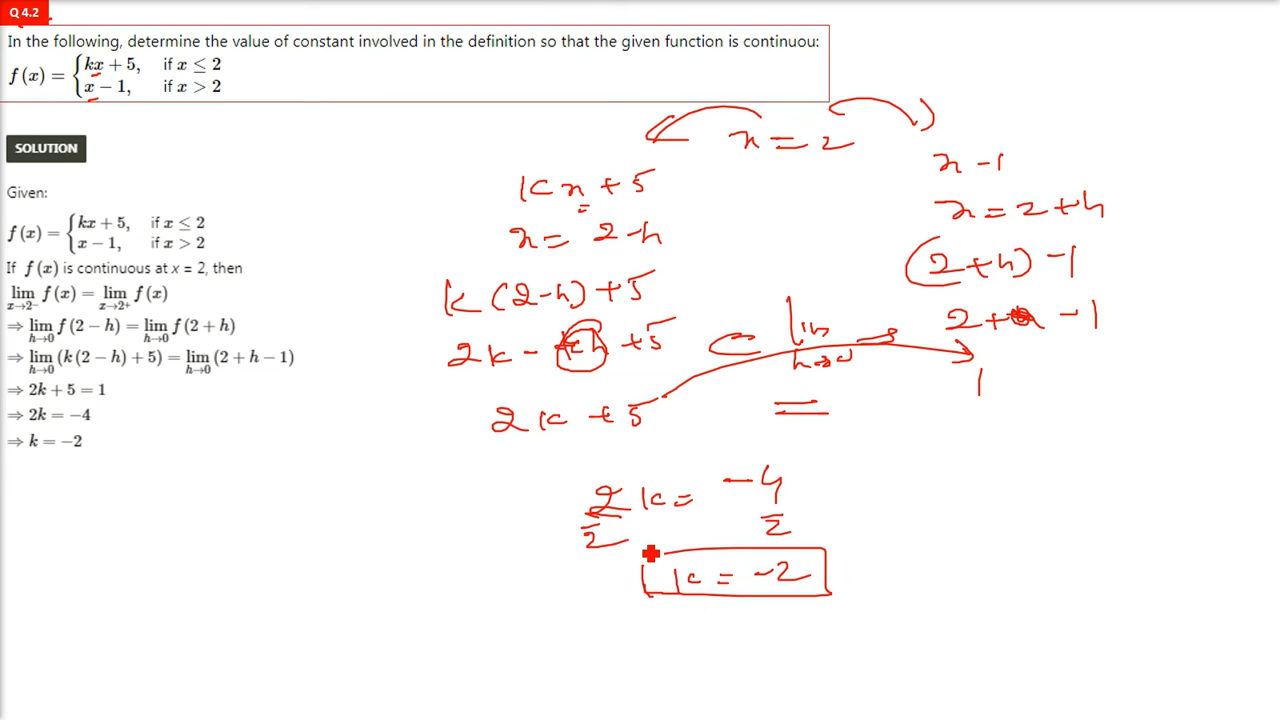 Q 4.2
In the following, determine the value of constant involved in the definition so that the given function is continuou:
f(x) = { kx + 5, if x ≤ 2
x − 1, if x > 2
SOLUTION
Given:
f(x) = { kx + 5, if x ≤ 2
x − 1, if x > 2
If f(x) is continuous at x = 2, then
lim x→2− f(x) = lim x→2+ f(x)
⇒ lim h→0 f(2 − h) = lim h→0 f(2 + h)
⇒ lim h→0 (k(2 − h) + 5) = lim h→0 (2 + h − 1)
⇒ 2k + 5 = 1
⇒ 2k = −4
⇒ k = −2
x = 2
kx + 5
x = 2-h
k(2-h) + 5
2k - kh + 5
2k + 5
lim h→0
=
x - 1
x = 2+h
(2+h) - 1
2+h - 1
1
2k/2 = -4/2
k = -2